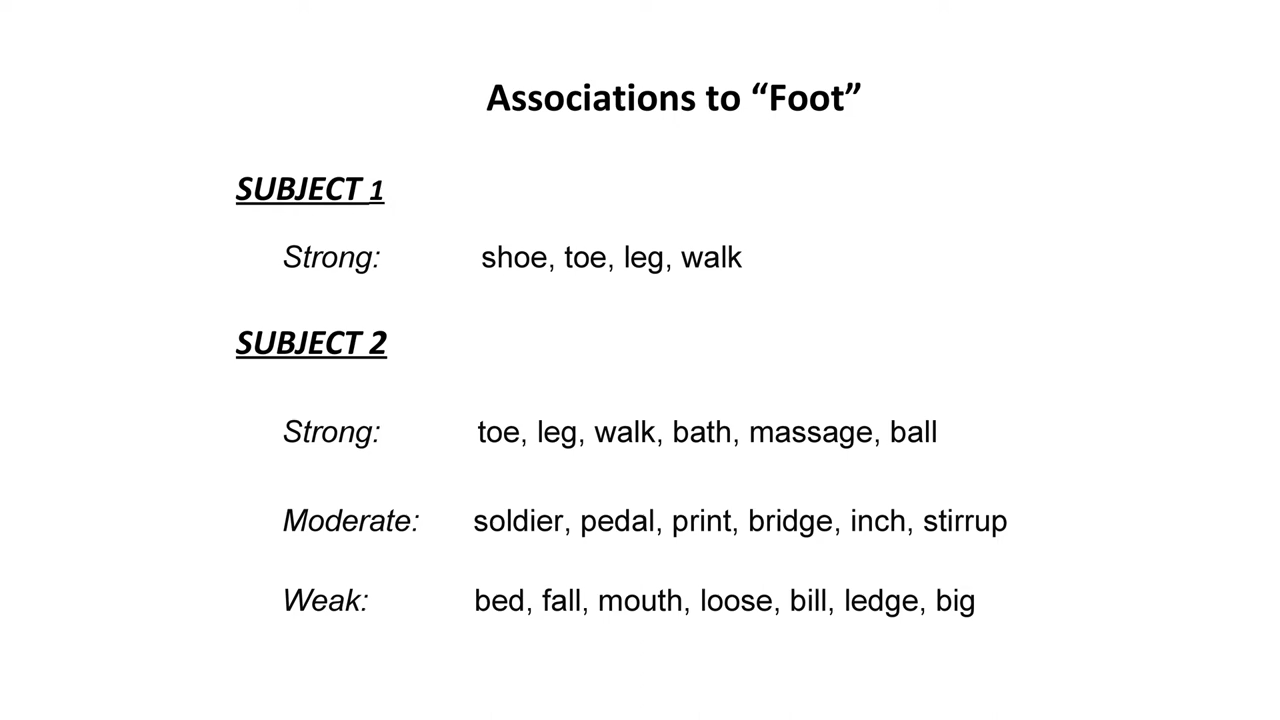 Associations to “Foot”
SUBJECT 1
Strong: shoe, toe, leg, walk
SUBJECT 2
Strong: toe, leg, walk, bath, massage, ball
Moderate: soldier, pedal, print, bridge, inch, stirrup
Weak: bed, fall, mouth, loose, bill, ledge, big